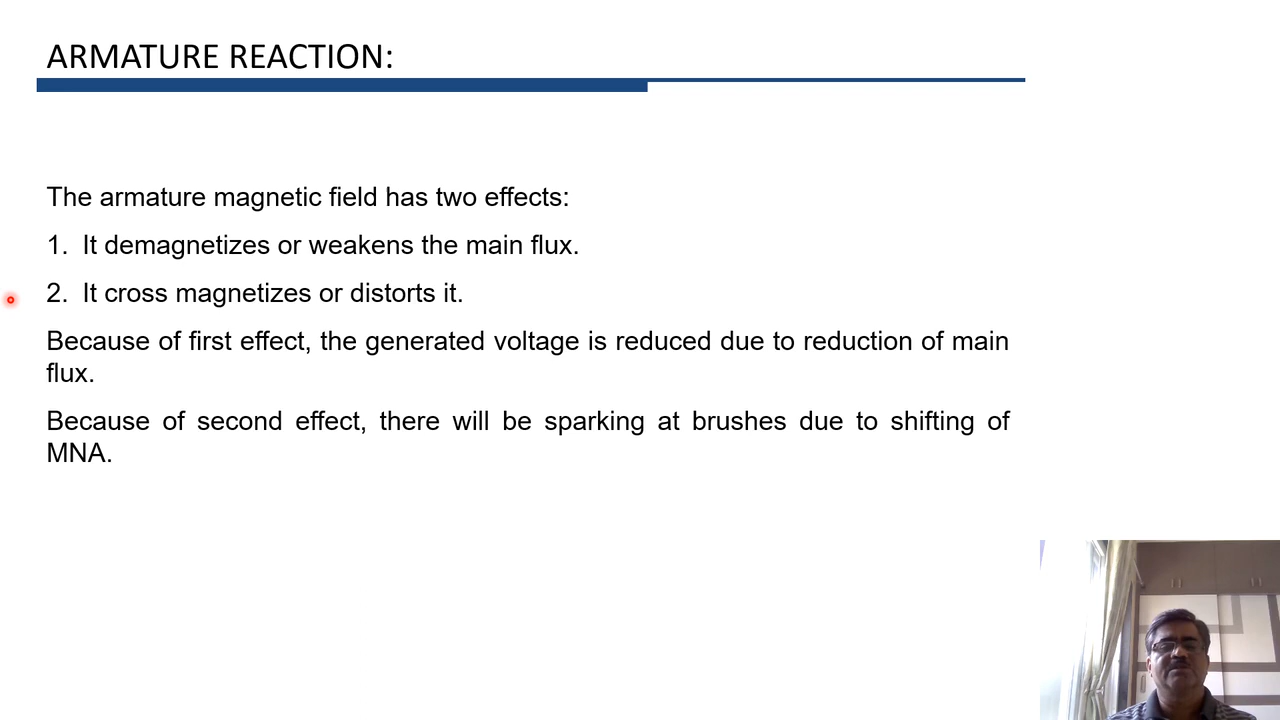 ARMATURE REACTION:
The armature magnetic field has two effects:
1. It demagnetizes or weakens the main flux.
2. It cross magnetizes or distorts it.
Because of first effect, the generated voltage is reduced due to reduction of main
flux.
Because of second effect, there will be sparking at brushes due to shifting of
MNA.